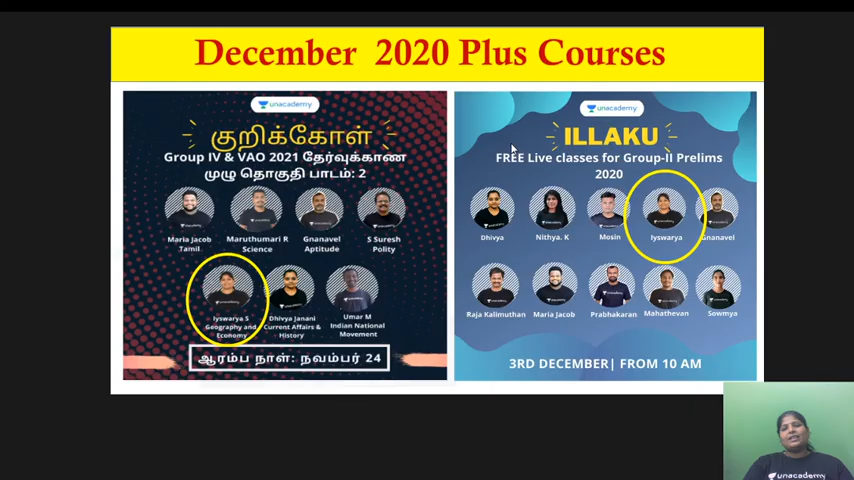 December 2020 Plus Courses
unacademy
குறிக்கோள்
Group IV & VAO 2021 தேர்வுக்காண
முழு தொகுதி பாடம்: 2
Maria Jacob
Tamil
Maruthumari R
Science
Gnanavel
Aptitude
S Suresh
Polity
Iyswarya S
Geography and
Economy
Dhivya Janani
Current Affairs &
History
Umar M
Indian National
Movement
ஆரம்ப நாள்: நவம்பர் 24
unacademy
ILLAKU
FREE Live classes for Group-II Prelims
2020
Dhivya
Nithya. K
Mosin
Iyswarya
Gnanavel
Raja Kalimuthan
Maria Jacob
Prabhakaran
Mahathevan
Sowmya
3RD DECEMBER| FROM 10 AM
unacademy